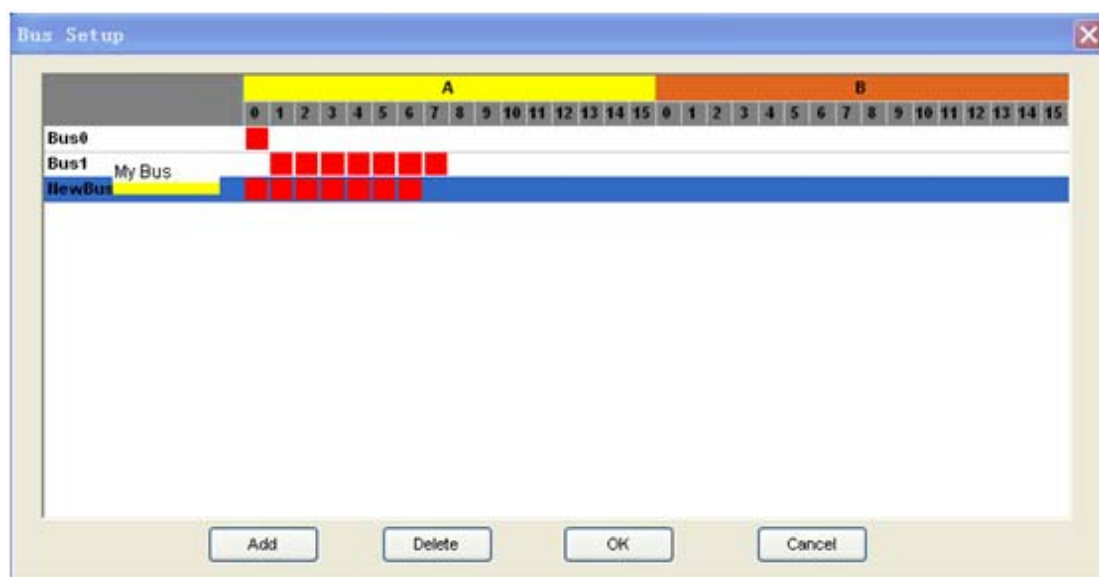 Bus Setup
A B
0 1 2 3 4 5 6 7 8 9 10 11 12 13 14 15 0 1 2 3 4 5 6 7 8 9 10 11 12 13 14 15
Bus0
Bus1
My Bus
NewBus
Add Delete OK Cancel